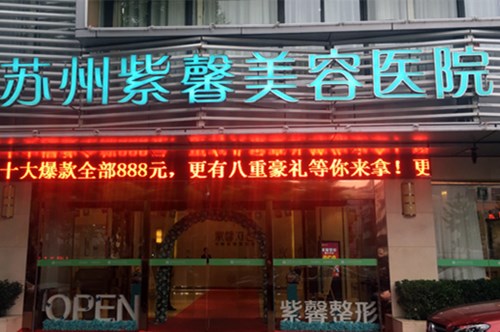 苏州紫馨美容医院
十大爆款全部888元，更有八重豪礼等你来拿！更
OPEN
紫馨整形